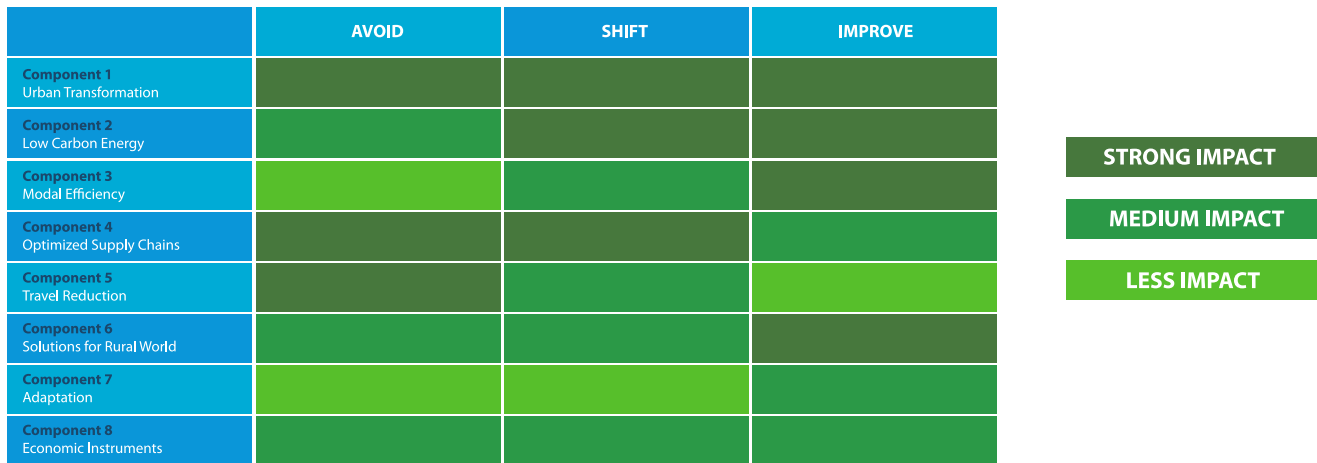 AVOID SHIFT IMPROVE
Component 1
Urban Transformation
Component 2
Low Carbon Energy
Component 3
Modal Efficiency
Component 4
Optimized Supply Chains
Component 5
Travel Reduction
Component 6
Solutions for Rural World
Component 7
Adaptation
Component 8
Economic Instruments
STRONG IMPACT
MEDIUM IMPACT
LESS IMPACT